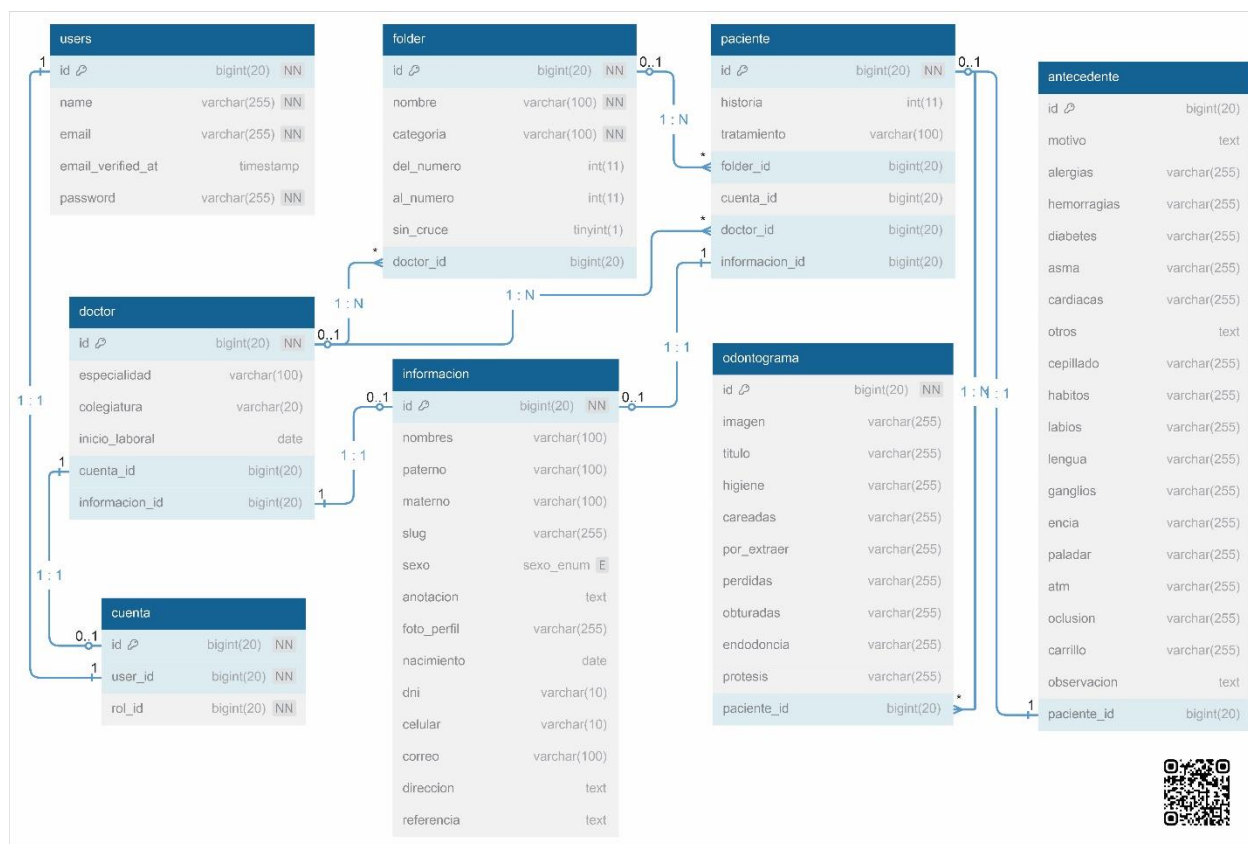 users
1 id bigint(20) NN
name varchar(255) NN
email varchar(255) NN
email_verified_at timestamp
password varchar(255) NN
folder
id bigint(20) NN 0..1
nombre varchar(100) NN
categoria varchar(100) NN
del_numero int(11)
al_numero int(11)
sin_cruce tinyint(1)
* doctor_id bigint(20)
1 : N
paciente
id bigint(20) NN 0..1
historia int(11)
tratamiento varchar(100)
* folder_id bigint(20)
cuenta_id bigint(20)
* doctor_id bigint(20)
1 informacion_id bigint(20)
antecedente
id bigint(20)
motivo text
alergias varchar(255)
hemorragias varchar(255)
diabetes varchar(255)
asma varchar(255)
cardiacas varchar(255)
otros text
cepillado varchar(255)
habitos varchar(255)
labios varchar(255)
lengua varchar(255)
ganglios varchar(255)
encia varchar(255)
paladar varchar(255)
atm varchar(255)
oclusion varchar(255)
carrillo varchar(255)
observacion text
1 paciente_id bigint(20)
1 : N
1 : N
doctor
id bigint(20) NN 0..1
especialidad varchar(100)
colegiatura varchar(20)
inicio_laboral date
1 cuenta_id bigint(20)
informacion_id bigint(20) 1
1 : 1
1 : 1
1 : 1
informacion
0..1 id bigint(20) NN 0..1
nombres varchar(100)
paterno varchar(100)
materno varchar(100)
slug varchar(255)
sexo sexo_enum E
anotacion text
foto_perfil varchar(255)
nacimiento date
dni varchar(10)
celular varchar(10)
correo varchar(100)
direccion text
referencia text
1 : 1
odontograma
id bigint(20) NN
imagen varchar(255)
titulo varchar(255)
higiene varchar(255)
careadas varchar(255)
por_extraer varchar(255)
perdidas varchar(255)
obturadas varchar(255)
endodoncia varchar(255)
protesis varchar(255)
paciente_id bigint(20) *
1 : N
1 : 1
cuenta
0..1 id bigint(20) NN
1 user_id bigint(20) NN
rol_id bigint(20) NN